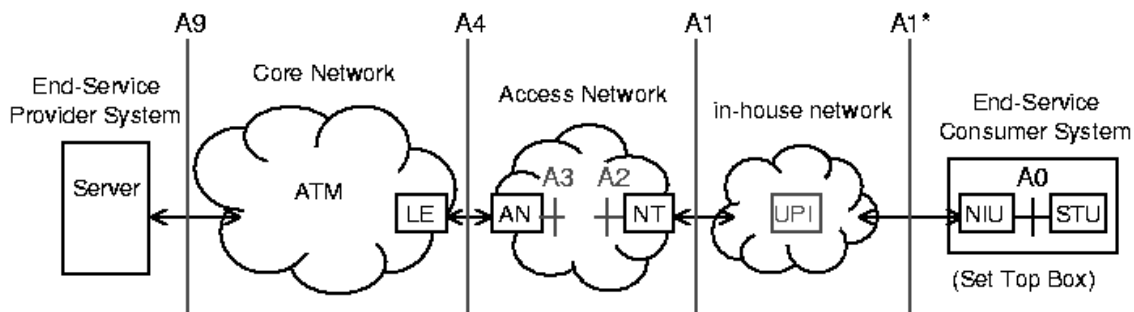 A9
A4
A1
A1*
End-Service
Provider System
Core Network
Access Network
in-house network
End-Service
Consumer System
Server
ATM
LE
AN
A3
A2
NT
UPI
A0
NIU
STU
(Set Top Box)